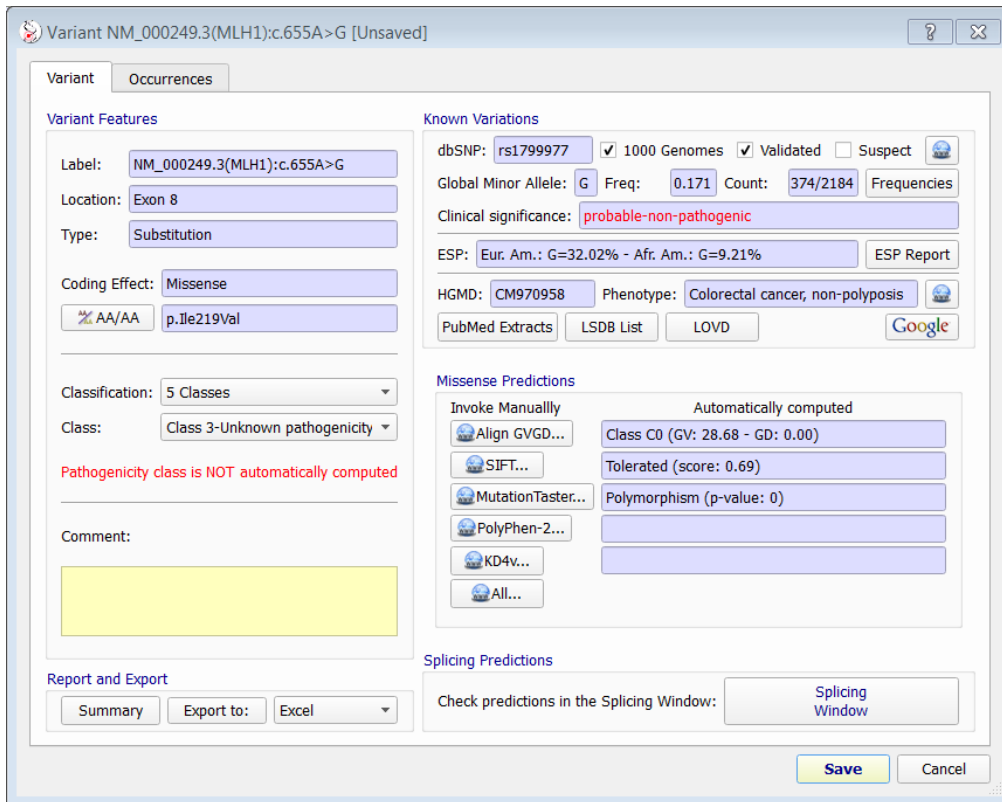 Variant NM_000249.3(MLH1):c.655A>G [Unsaved]
Variant Occurrences
Variant Features
Label: NM_000249.3(MLH1):c.655A>G
Location: Exon 8
Type: Substitution
Coding Effect: Missense
AA/AA p.Ile219Val
Classification: 5 Classes
Class: Class 3-Unknown pathogenicity
Pathogenicity class is NOT automatically computed
Comment:
Report and Export
Summary Export to: Excel
Known Variations
dbSNP: rs1799977 1000 Genomes Validated Suspect
Global Minor Allele: G Freq: 0.171 Count: 374/2184 Frequencies
Clinical significance: probable-non-pathogenic
ESP: Eur. Am.: G=32.02% - Afr. Am.: G=9.21% ESP Report
HGMD: CM970958 Phenotype: Colorectal cancer, non-polyposis
PubMed Extracts LSDB List LOVD Google
Missense Predictions
Invoke Manuallly Automatically computed
Align GVGD... Class C0 (GV: 28.68 - GD: 0.00)
SIFT... Tolerated (score: 0.69)
MutationTaster... Polymorphism (p-value: 0)
PolyPhen-2...
KD4v...
All...
Splicing Predictions
Check predictions in the Splicing Window: Splicing
Window
Save Cancel